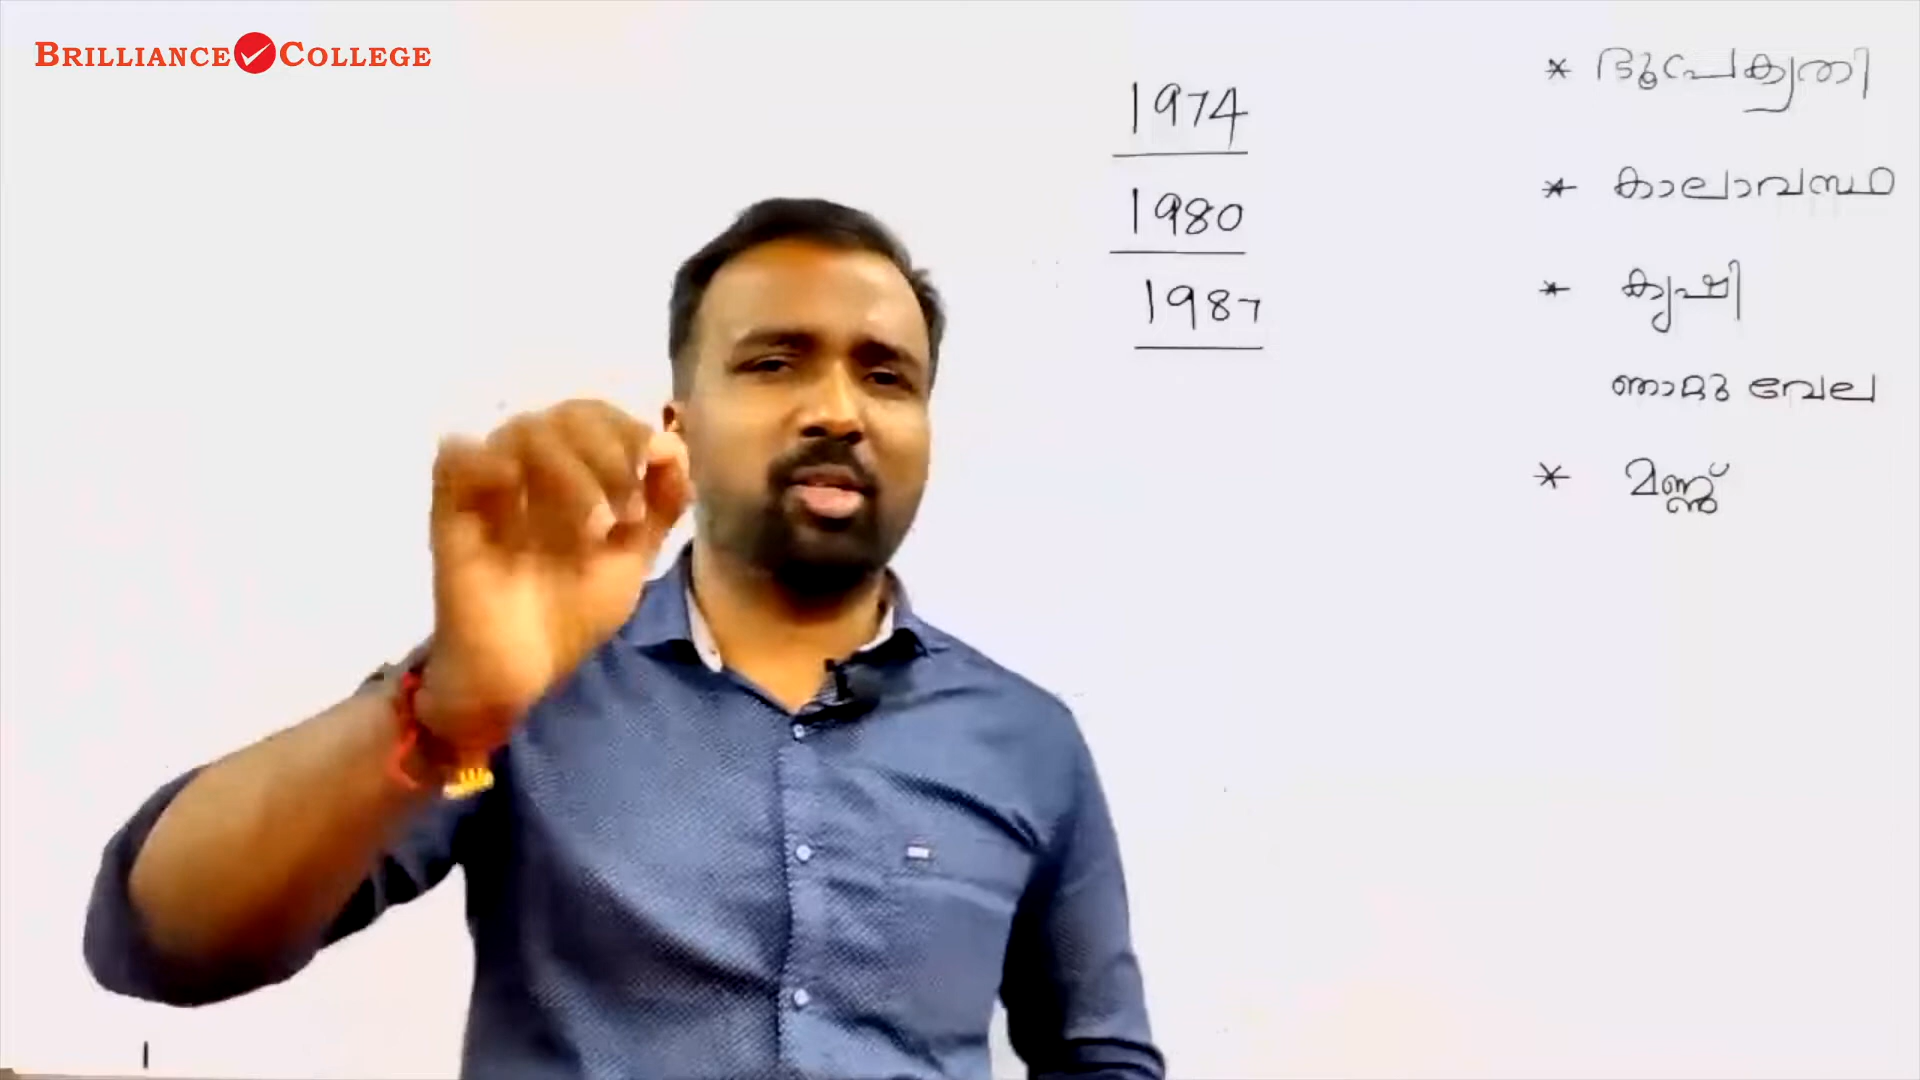 BRILLIANCE COLLEGE
1974
1980
1987
* ഭൂപ്രകൃതി
* കാലാവസ്ഥ
* കൃഷി
ഞാറ്റു വേല
* മണ്ണ്